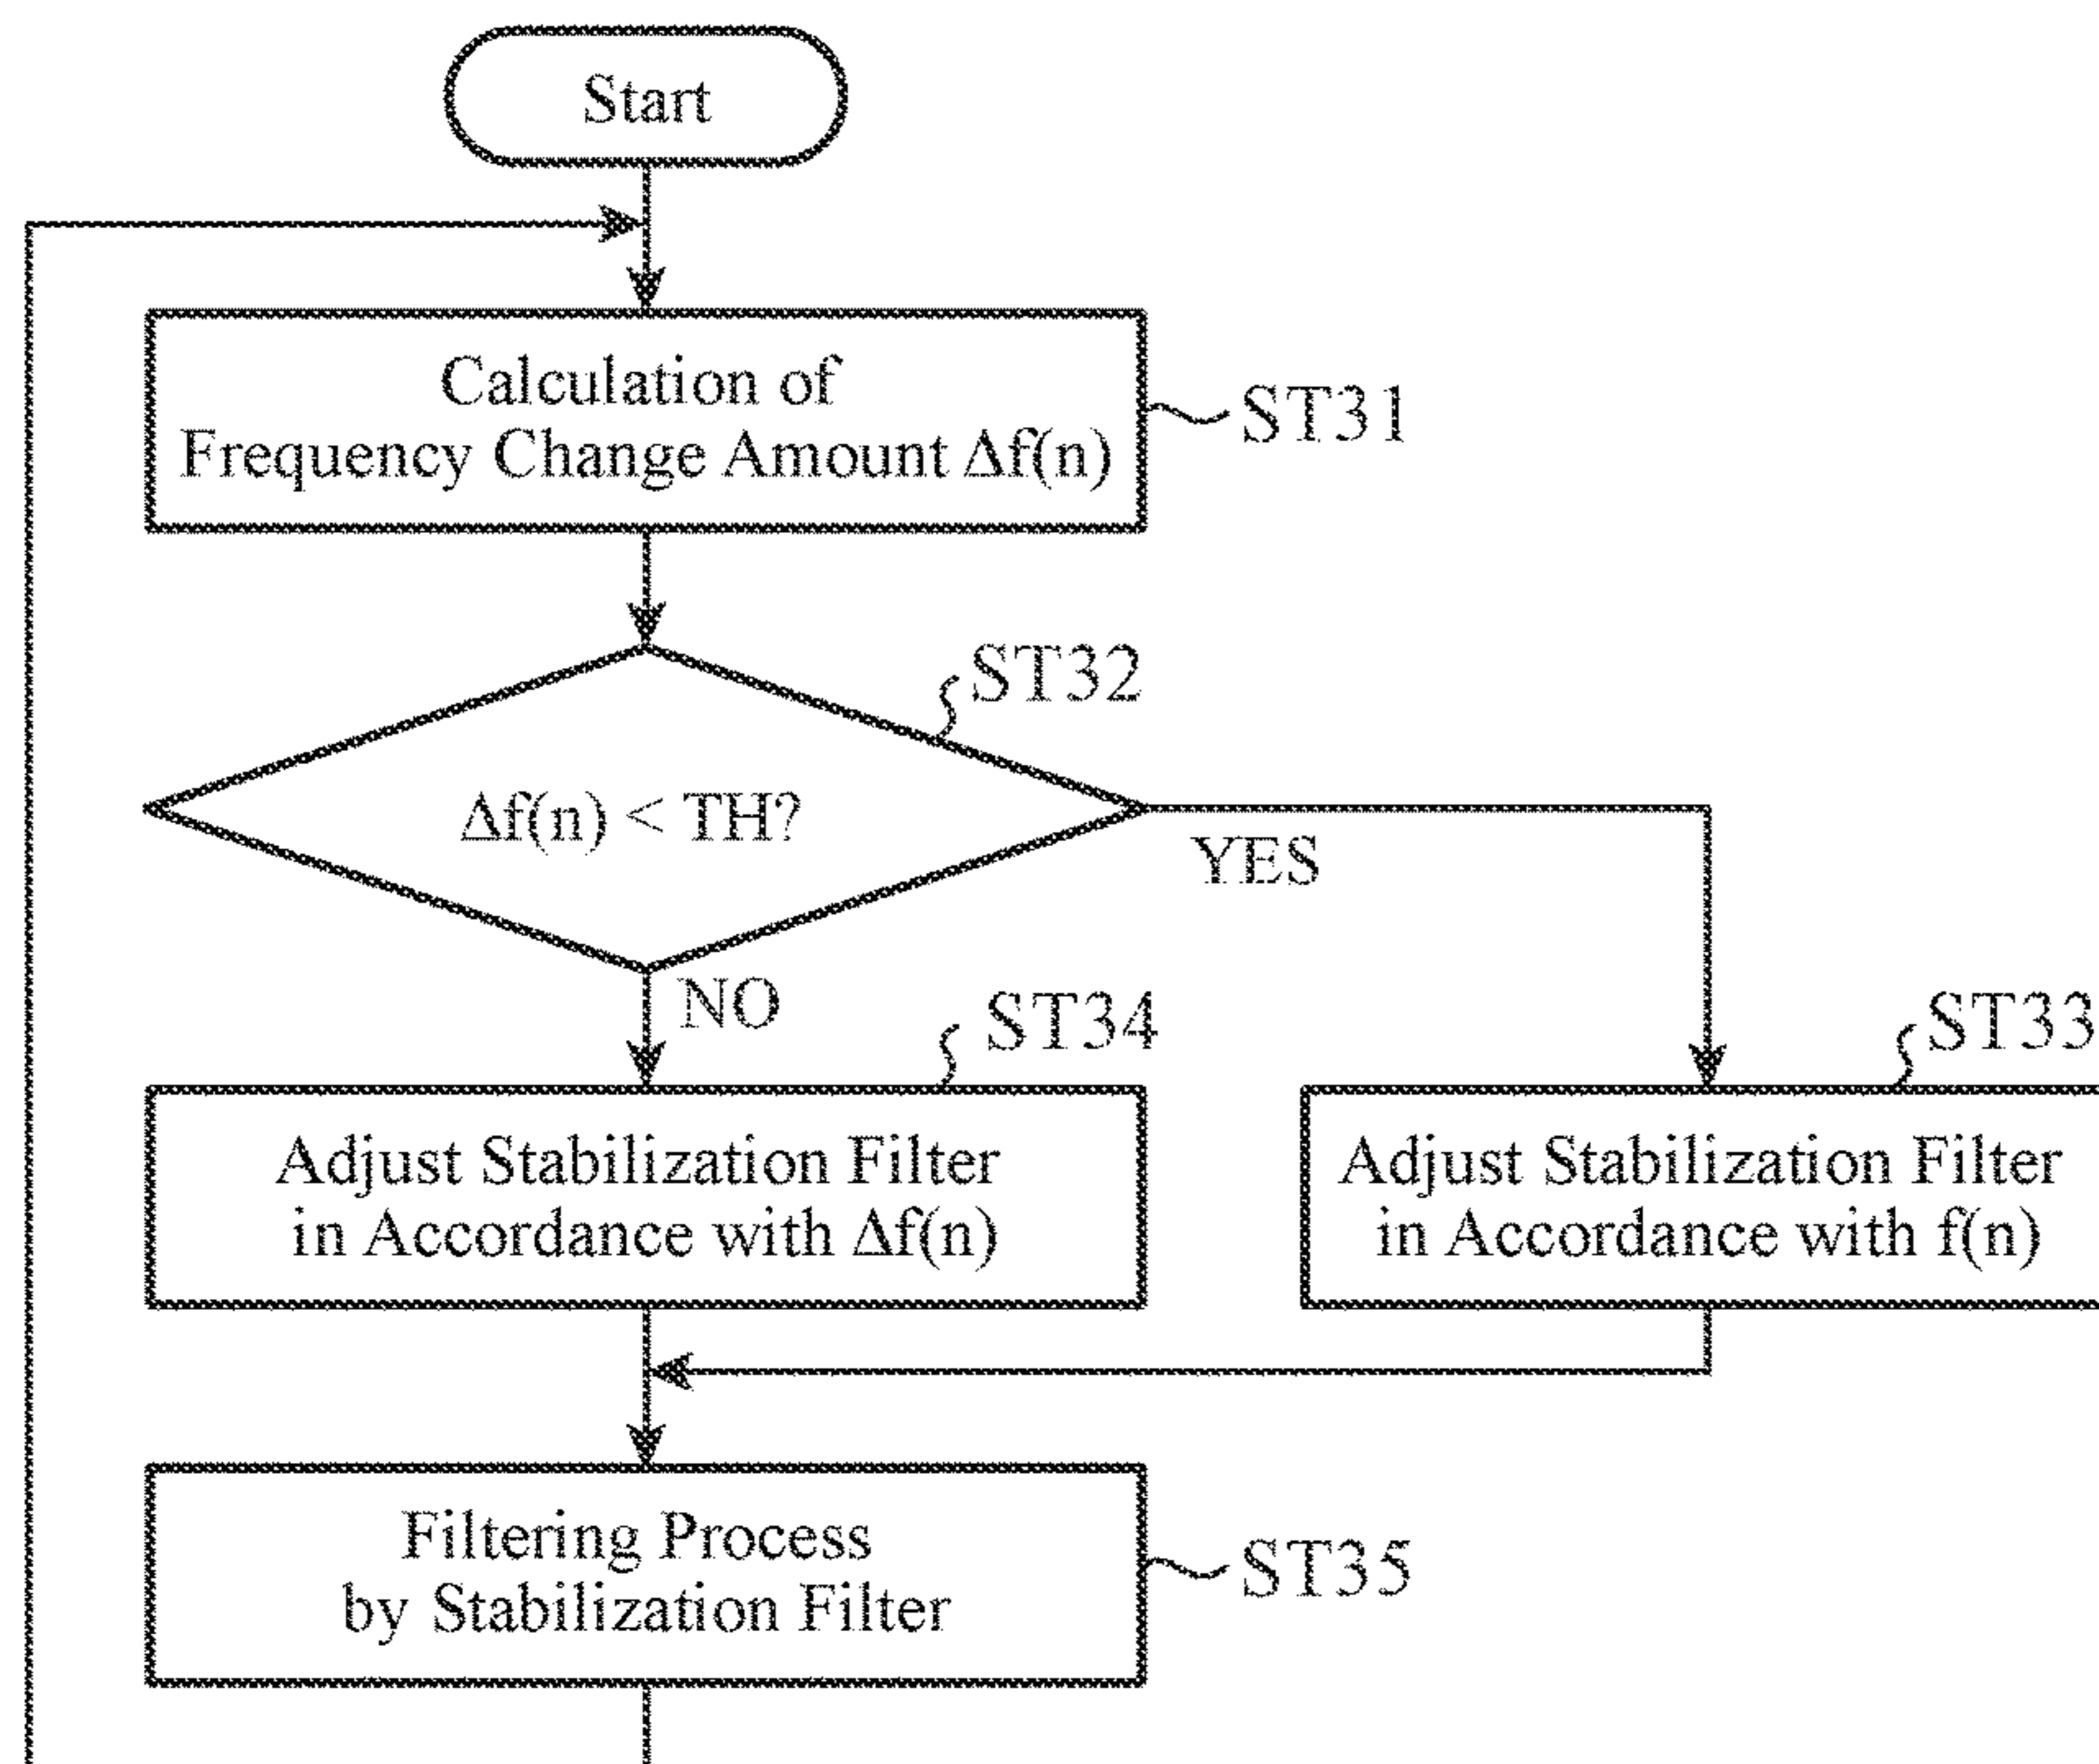 Start
Calculation of
Frequency Change Amount Δf(n)
ST31
ST32
Δf(n) < TH?
YES
NO
ST34
ST33
Adjust Stabilization Filter
in Accordance with Δf(n)
Adjust Stabilization Filter
in Accordance with f(n)
Filtering Process
by Stabilization Filter
ST35